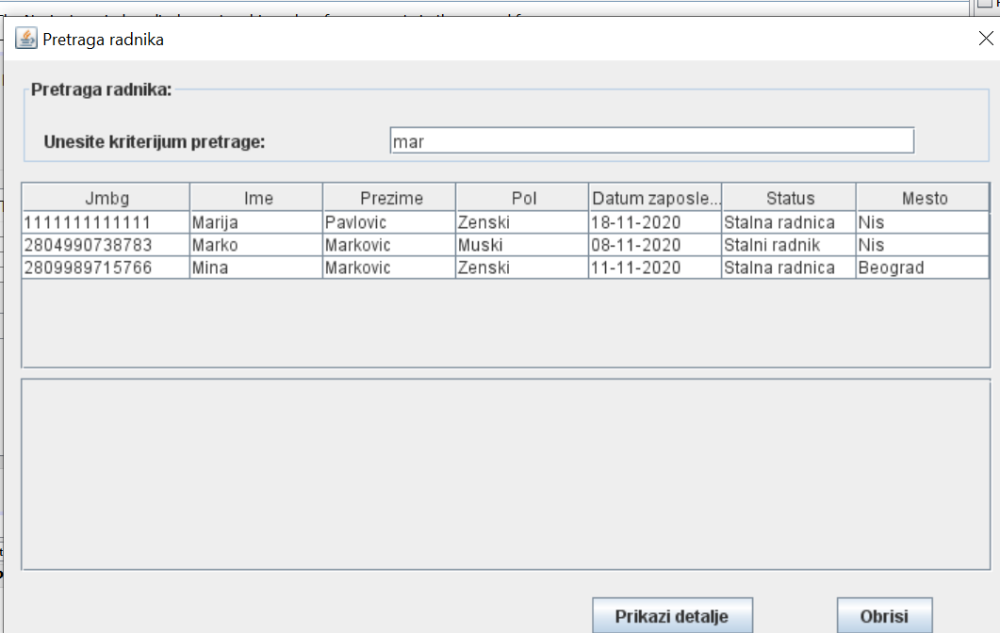 Pretraga radnika
Pretraga radnika:
Unesite kriterijum pretrage: mar
Jmbg Ime Prezime Pol Datum zaposle... Status Mesto
1111111111111 Marija Pavlovic Zenski 18-11-2020 Stalna radnica Nis
2804990738783 Marko Markovic Muski 08-11-2020 Stalni radnik Nis
2809989715766 Mina Markovic Zenski 11-11-2020 Stalna radnica Beograd
Prikazi detalje Obrisi